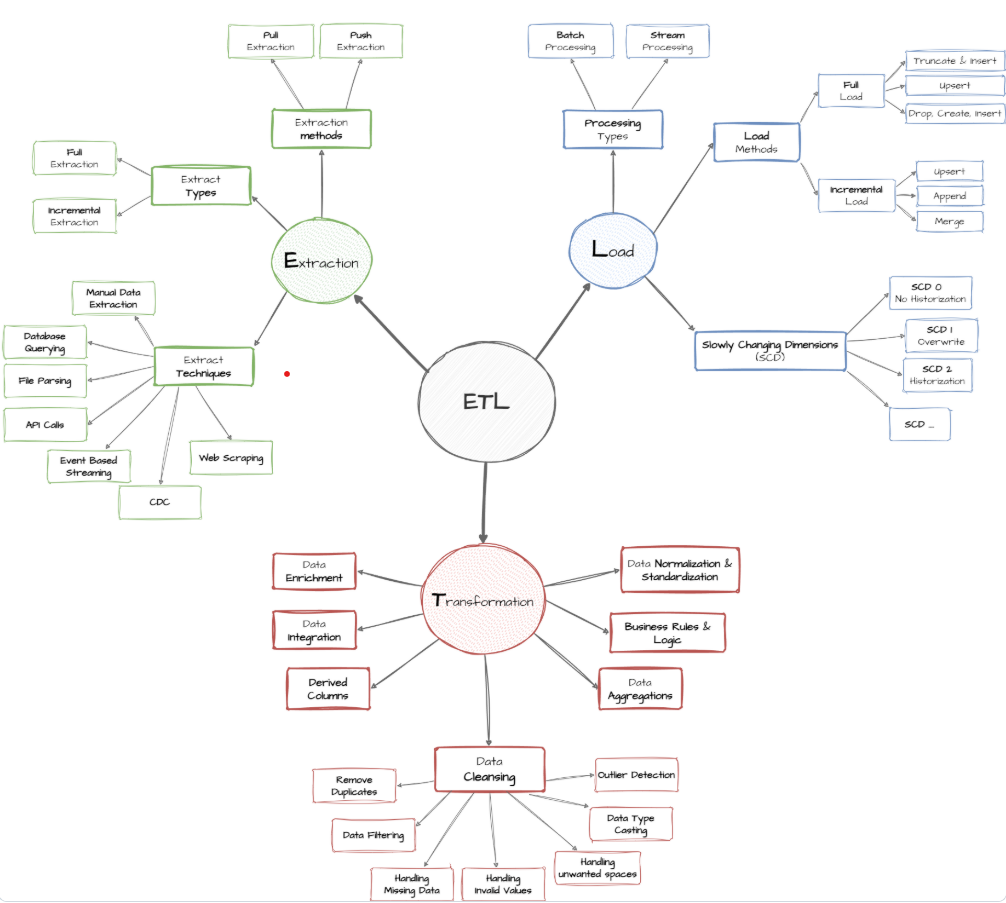 Pull
Extraction
Push
Extraction
Extraction
methods
Full
Extraction
Incremental
Extraction
Extract
Types
Extraction
Manual Data
Extraction
Database
Querying
File Parsing
API Calls
Event Based
Streaming
CDC
Web Scraping
Extract
Techniques
Batch
Processing
Stream
Processing
Processing
Types
Load
Load
Methods
Full
Load
Truncate & Insert
Upsert
Drop, Create, Insert
Incremental
Load
Upsert
Append
Merge
Slowly Changing Dimensions
(SCD)
SCD 0
No Historization
SCD 1
Overwrite
SCD 2
Historization
SCD ...
ETL
Transformation
Data
Enrichment
Data
Integration
Derived
Columns
Data Normalization &
Standardization
Business Rules &
Logic
Data
Aggregations
Data
Cleansing
Remove
Duplicates
Data Filtering
Handling
Missing Data
Handling
Invalid Values
Handling
unwanted spaces
Data Type
Casting
Outlier Detection